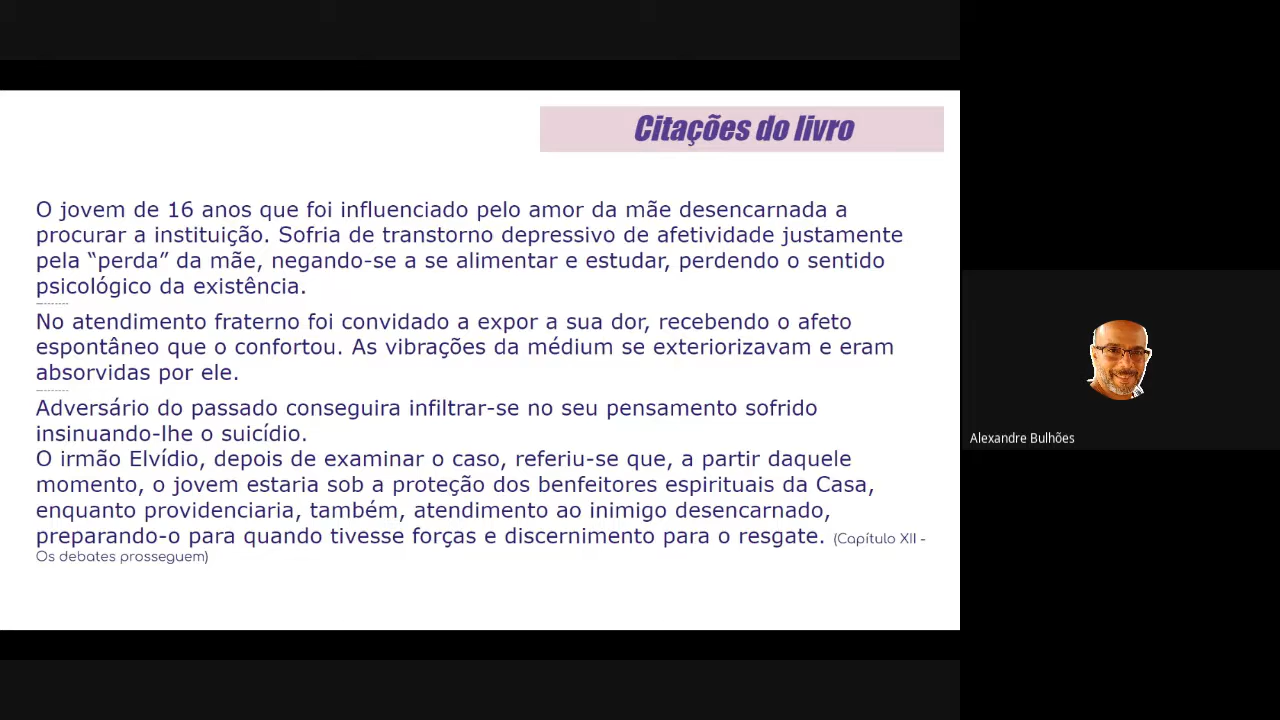 Citações do livro
O jovem de 16 anos que foi influenciado pelo amor da mãe desencarnada a
procurar a instituição. Sofria de transtorno depressivo de afetividade justamente
pela “perda” da mãe, negando-se a se alimentar e estudar, perdendo o sentido
psicológico da existência.
----------
No atendimento fraterno foi convidado a expor a sua dor, recebendo o afeto
espontâneo que o confortou. As vibrações da médium se exteriorizavam e eram
absorvidas por ele.
----------
Adversário do passado conseguira infiltrar-se no seu pensamento sofrido
insinuando-lhe o suicídio.
O irmão Elvídio, depois de examinar o caso, referiu-se que, a partir daquele
momento, o jovem estaria sob a proteção dos benfeitores espirituais da Casa,
enquanto providenciaria, também, atendimento ao inimigo desencarnado,
preparando-o para quando tivesse forças e discernimento para o resgate. (Capítulo XII -
Os debates prosseguem)
Alexandre Bulhões